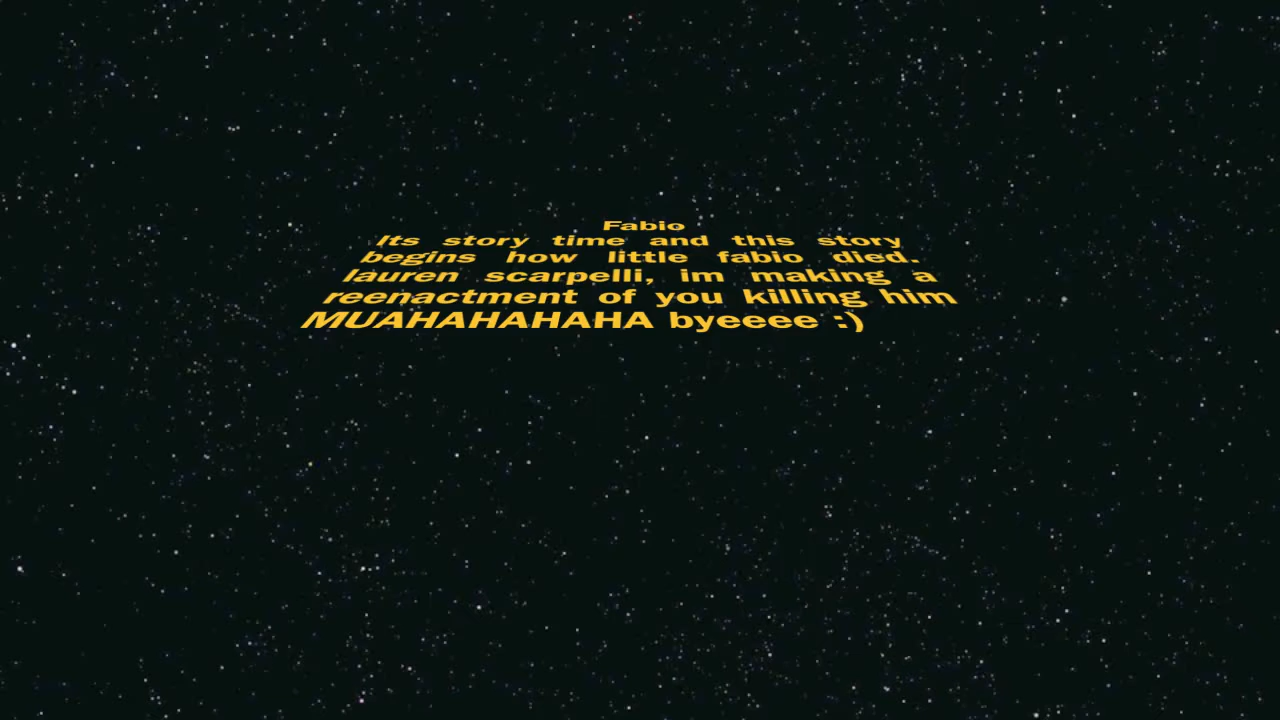 Fabio
Its story time and this story
begins how little fabio died.
lauren scarpelli, im making a
reenactment of you killing him
MUAHAHAHAHA byeeee :)